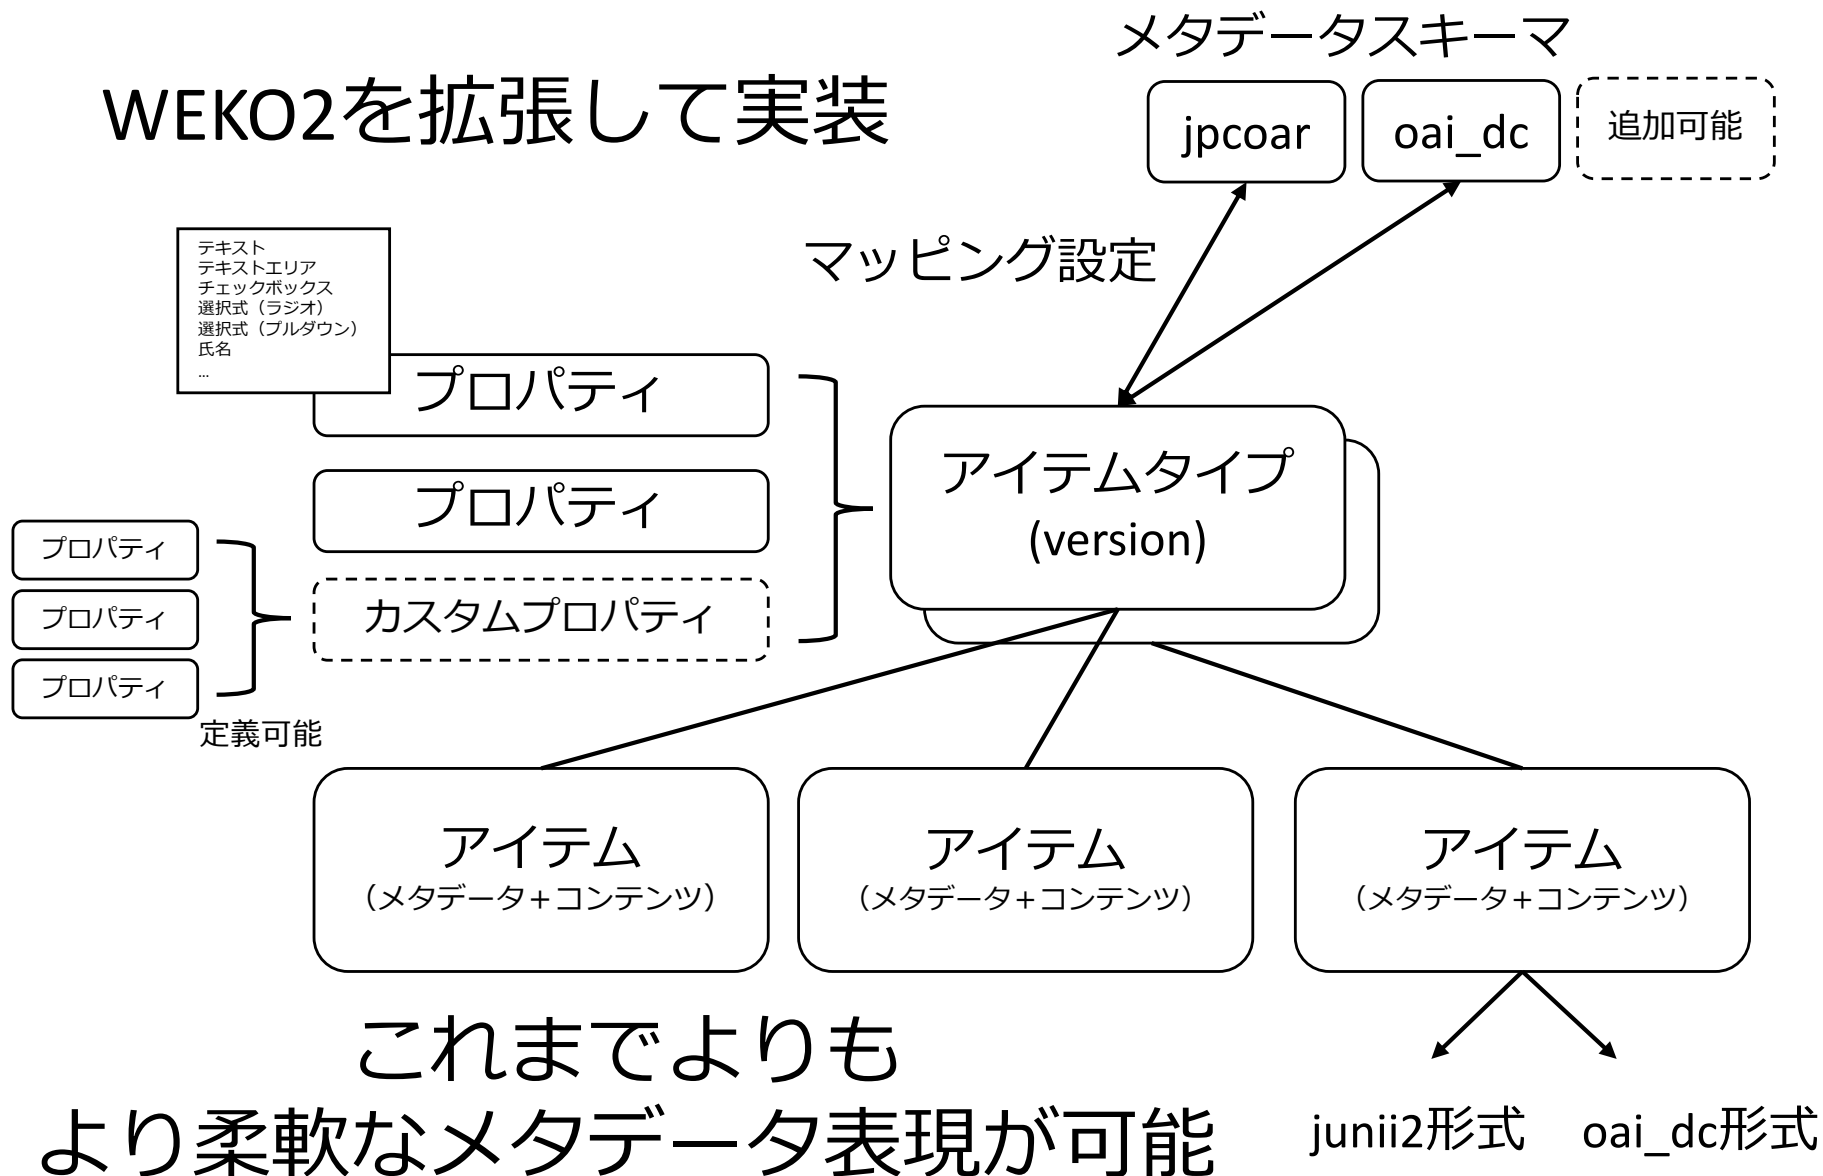 メタデータスキーマ
WEKO2を拡張して実装
jpcoar
oai_dc
追加可能
マッピング設定
テキスト
テキストエリア
チェックボックス
選択式（ラジオ）
選択式（プルダウン）
氏名
...
プロパティ
プロパティ
カスタムプロパティ
プロパティ
プロパティ
プロパティ
定義可能
アイテムタイプ
(version)
アイテム
（メタデータ+コンテンツ）
アイテム
（メタデータ+コンテンツ）
アイテム
（メタデータ+コンテンツ）
これまでよりも
より柔軟なメタデータ表現が可能
junii2形式
oai_dc形式